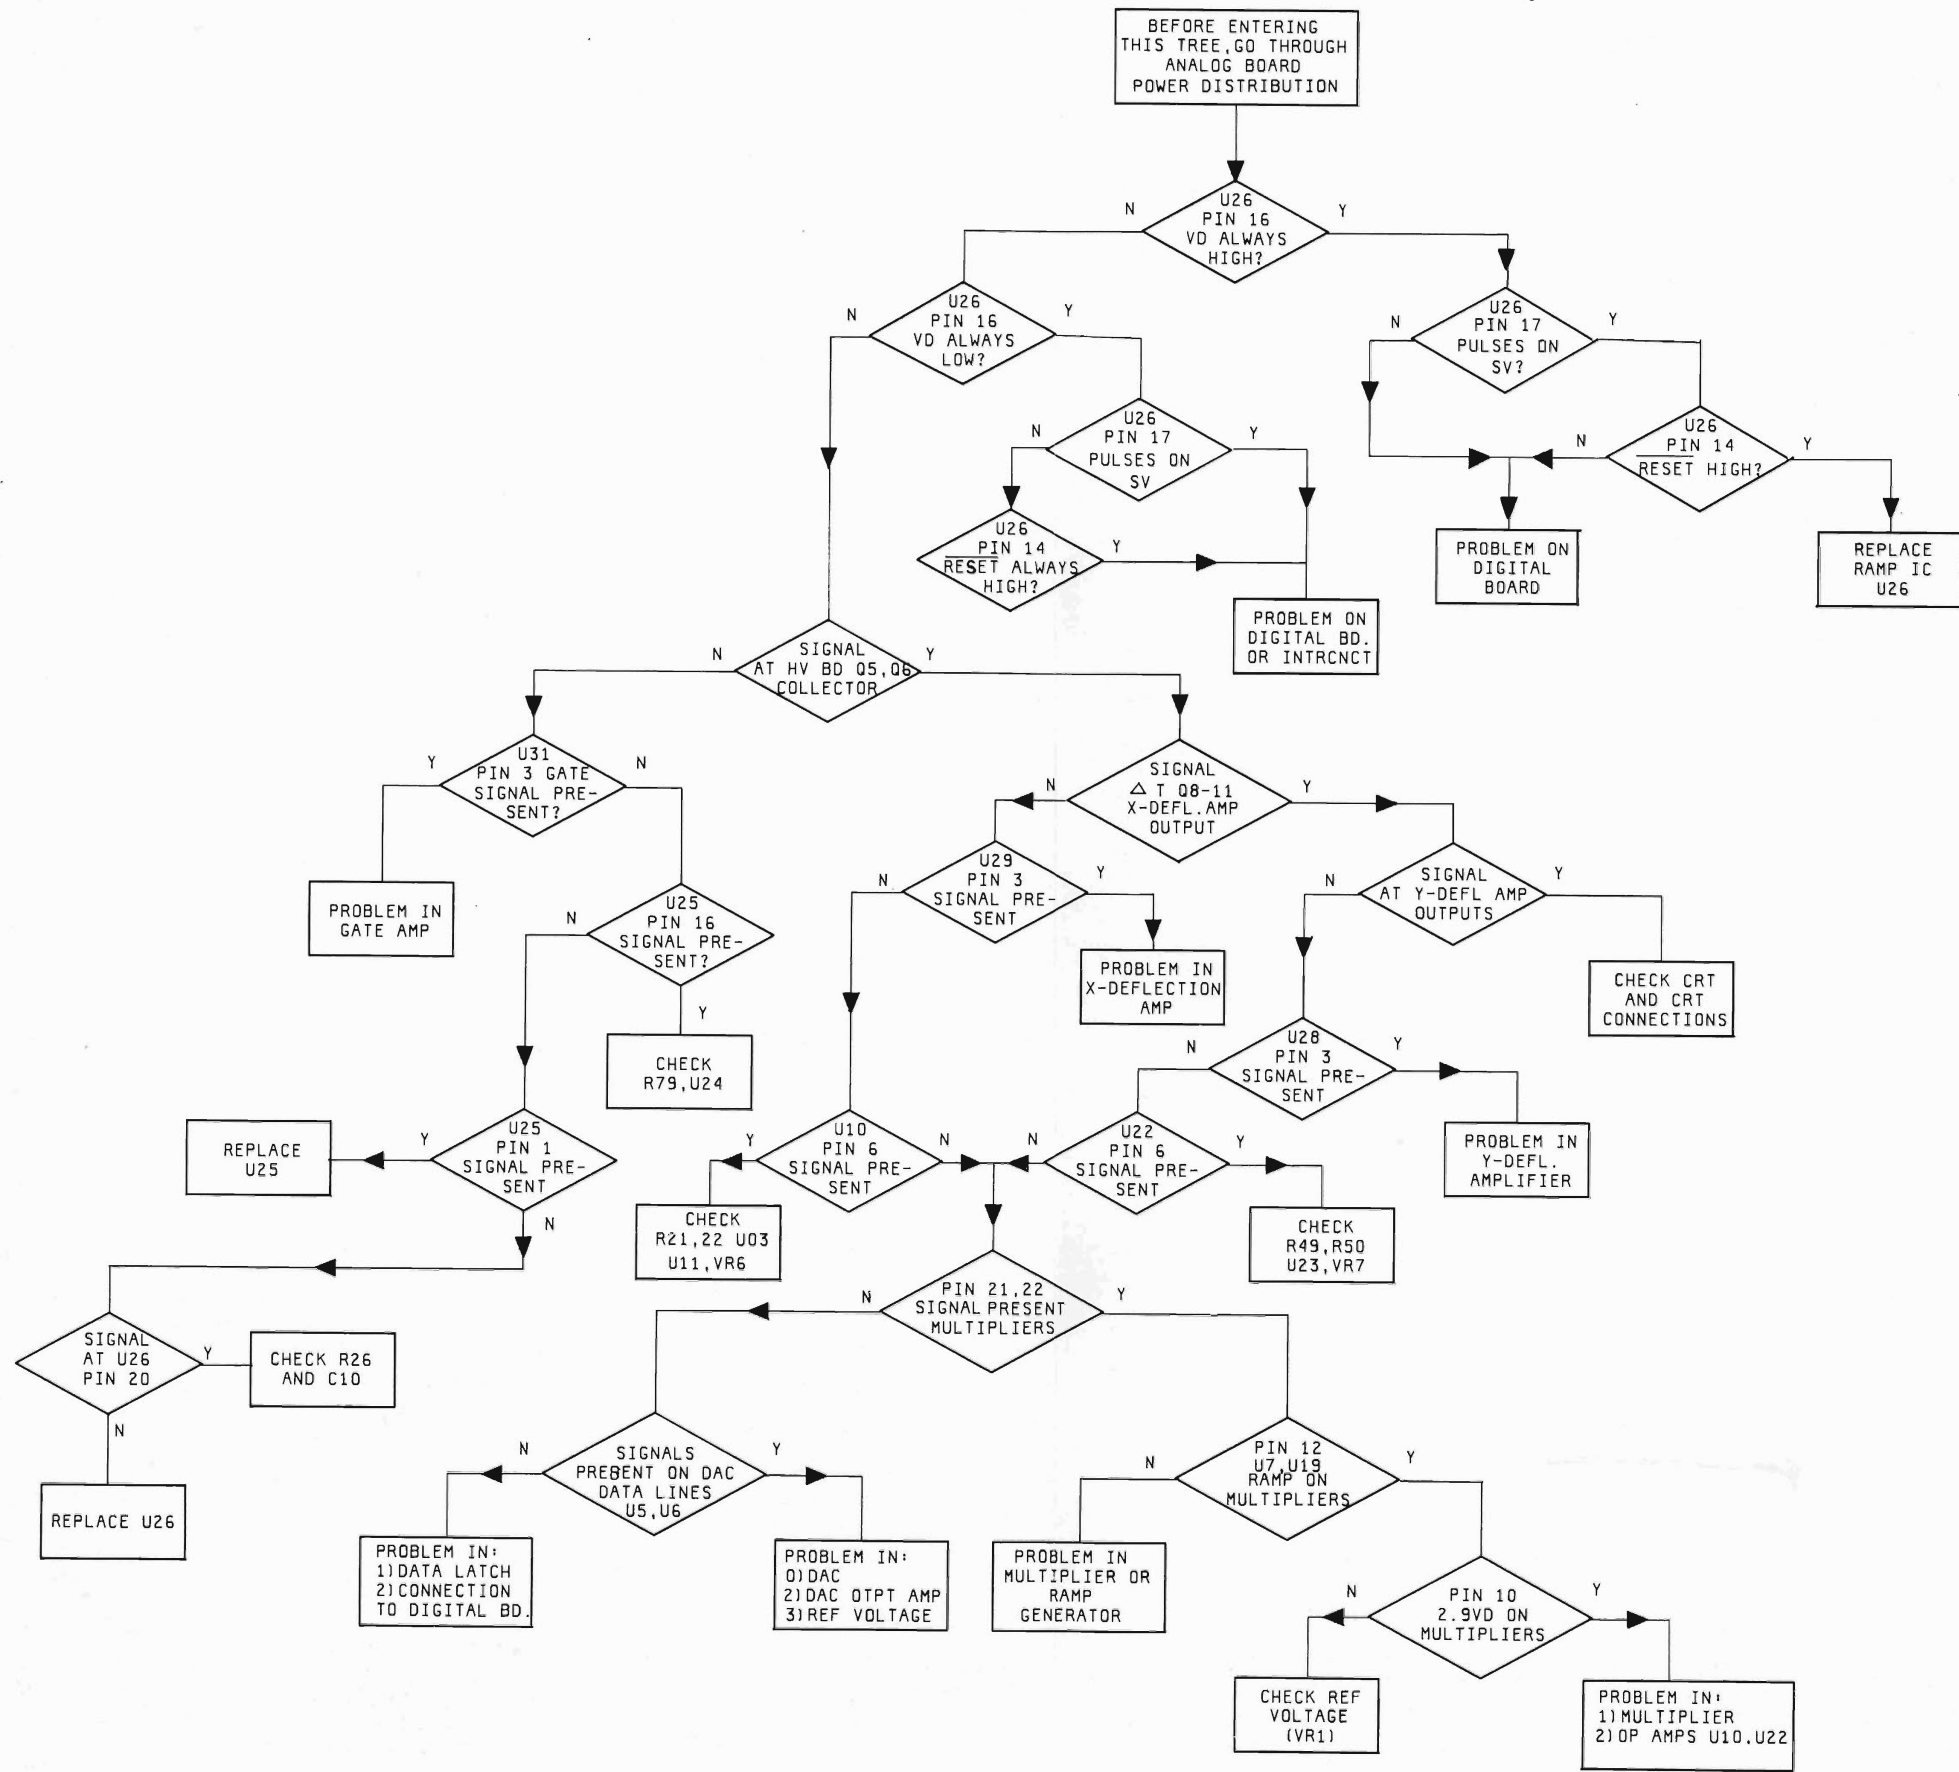 BEFORE ENTERING
THIS TREE,GO THROUGH
ANALOG BOARD
POWER DISTRIBUTION
U26
PIN 16
VD ALWAYS
HIGH?
N
Y
U26
PIN 16
VD ALWAYS
LOW?
N
Y
U26
PIN 17
PULSES ON
SV?
N
Y
U26
PIN 17
PULSES ON
SV
N
Y
U26
PIN 14
RESET HIGH?
N
Y
U26
PIN 14
RESET ALWAYS
HIGH?
Y
PROBLEM ON
DIGITAL
BOARD
REPLACE
RAMP IC
U26
PROBLEM ON
DIGITAL BD.
OR INTRCNCT
SIGNAL
AT HV BD Q5,Q6
COLLECTOR
N
Y
U31
PIN 3 GATE
SIGNAL PRE-
SENT?
Y
N
SIGNAL
△ T Q8-11
X-DEFL.AMP
OUTPUT
N
Y
PROBLEM IN
GATE AMP
U25
PIN 16
SIGNAL PRE-
SENT?
N
Y
U29
PIN 3
SIGNAL PRE-
SENT
N
Y
SIGNAL
AT Y-DEFL AMP
OUTPUTS
N
Y
PROBLEM IN
X-DEFLECTION
AMP
CHECK CRT
AND CRT
CONNECTIONS
CHECK
R79,U24
U28
PIN 3
SIGNAL PRE-
SENT
N
Y
REPLACE
U25
U25
PIN 1
SIGNAL PRE-
SENT
Y
N
U10
PIN 6
SIGNAL PRE-
SENT
Y
N
U22
PIN 6
SIGNAL PRE-
SENT
N
Y
PROBLEM IN
Y-DEFL.
AMPLIFIER
CHECK
R21,22 U03
U11,VR6
CHECK
R49,R50
U23,VR7
PIN 21,22
SIGNAL PRESENT
MULTIPLIERS
N
Y
SIGNAL
AT U26
PIN 20
Y
N
CHECK R26
AND C10
REPLACE U26
SIGNALS
PRESENT ON DAC
DATA LINES
U5,U6
N
Y
PIN 12
U7,U19
RAMP ON
MULTIPLIERS
N
Y
PROBLEM IN:
1)DATA LATCH
2)CONNECTION
TO DIGITAL BD.
PROBLEM IN:
0)DAC
2)DAC OTPT AMP
3)REF VOLTAGE
PROBLEM IN
MULTIPLIER OR
RAMP
GENERATOR
PIN 10
2.9VD ON
MULTIPLIERS
N
Y
CHECK REF
VOLTAGE
(VR1)
PROBLEM IN:
1)MULTIPLIER
2)OP AMPS U10,U22